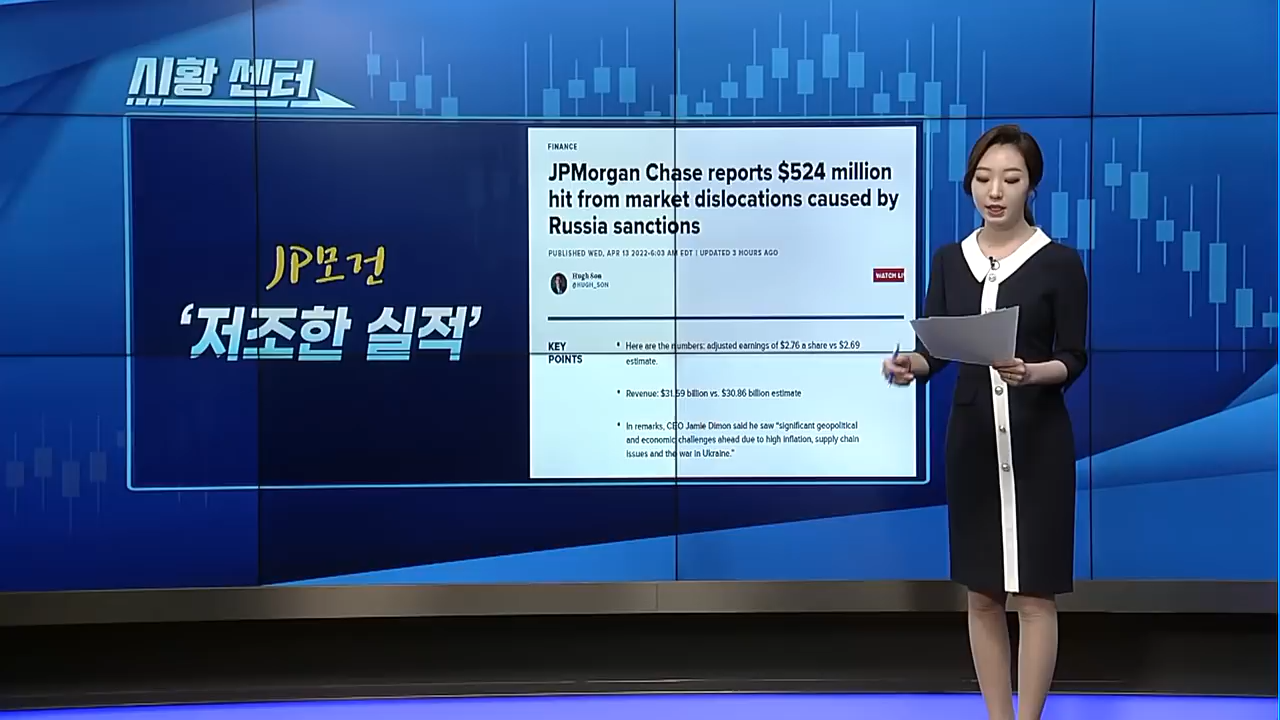 시황 센터
JP모건
‘저조한 실적’
FINANCE
JPMorgan Chase reports $524 million
hit from market dislocations caused by
Russia sanctions
PUBLISHED WED, APR 13 2022-6:03 AM EDT | UPDATED 3 HOURS AGO
Hugh Son
@HUGH_SON
WATCH LI
KEY
POINTS
• Here are the numbers: adjusted earnings of $2.76 a share vs $2.69
estimate.
• Revenue: $31.59 billion vs. $30.86 billion estimate
• In remarks, CEO Jamie Dimon said he saw “significant geopolitical
and economic challenges ahead due to high inflation, supply chain
issues and the war in Ukraine.”